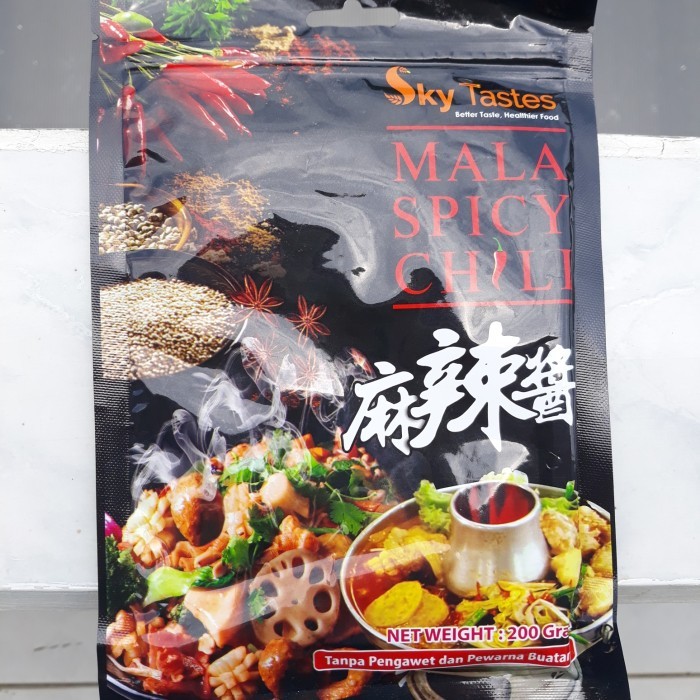 Sky Tastes
Better Taste, Healthier Food
MALA
SPICY
CHILI
麻辣醬
NET WEIGHT : 200 Gra
Tanpa Pengawet dan Pewarna Buatan